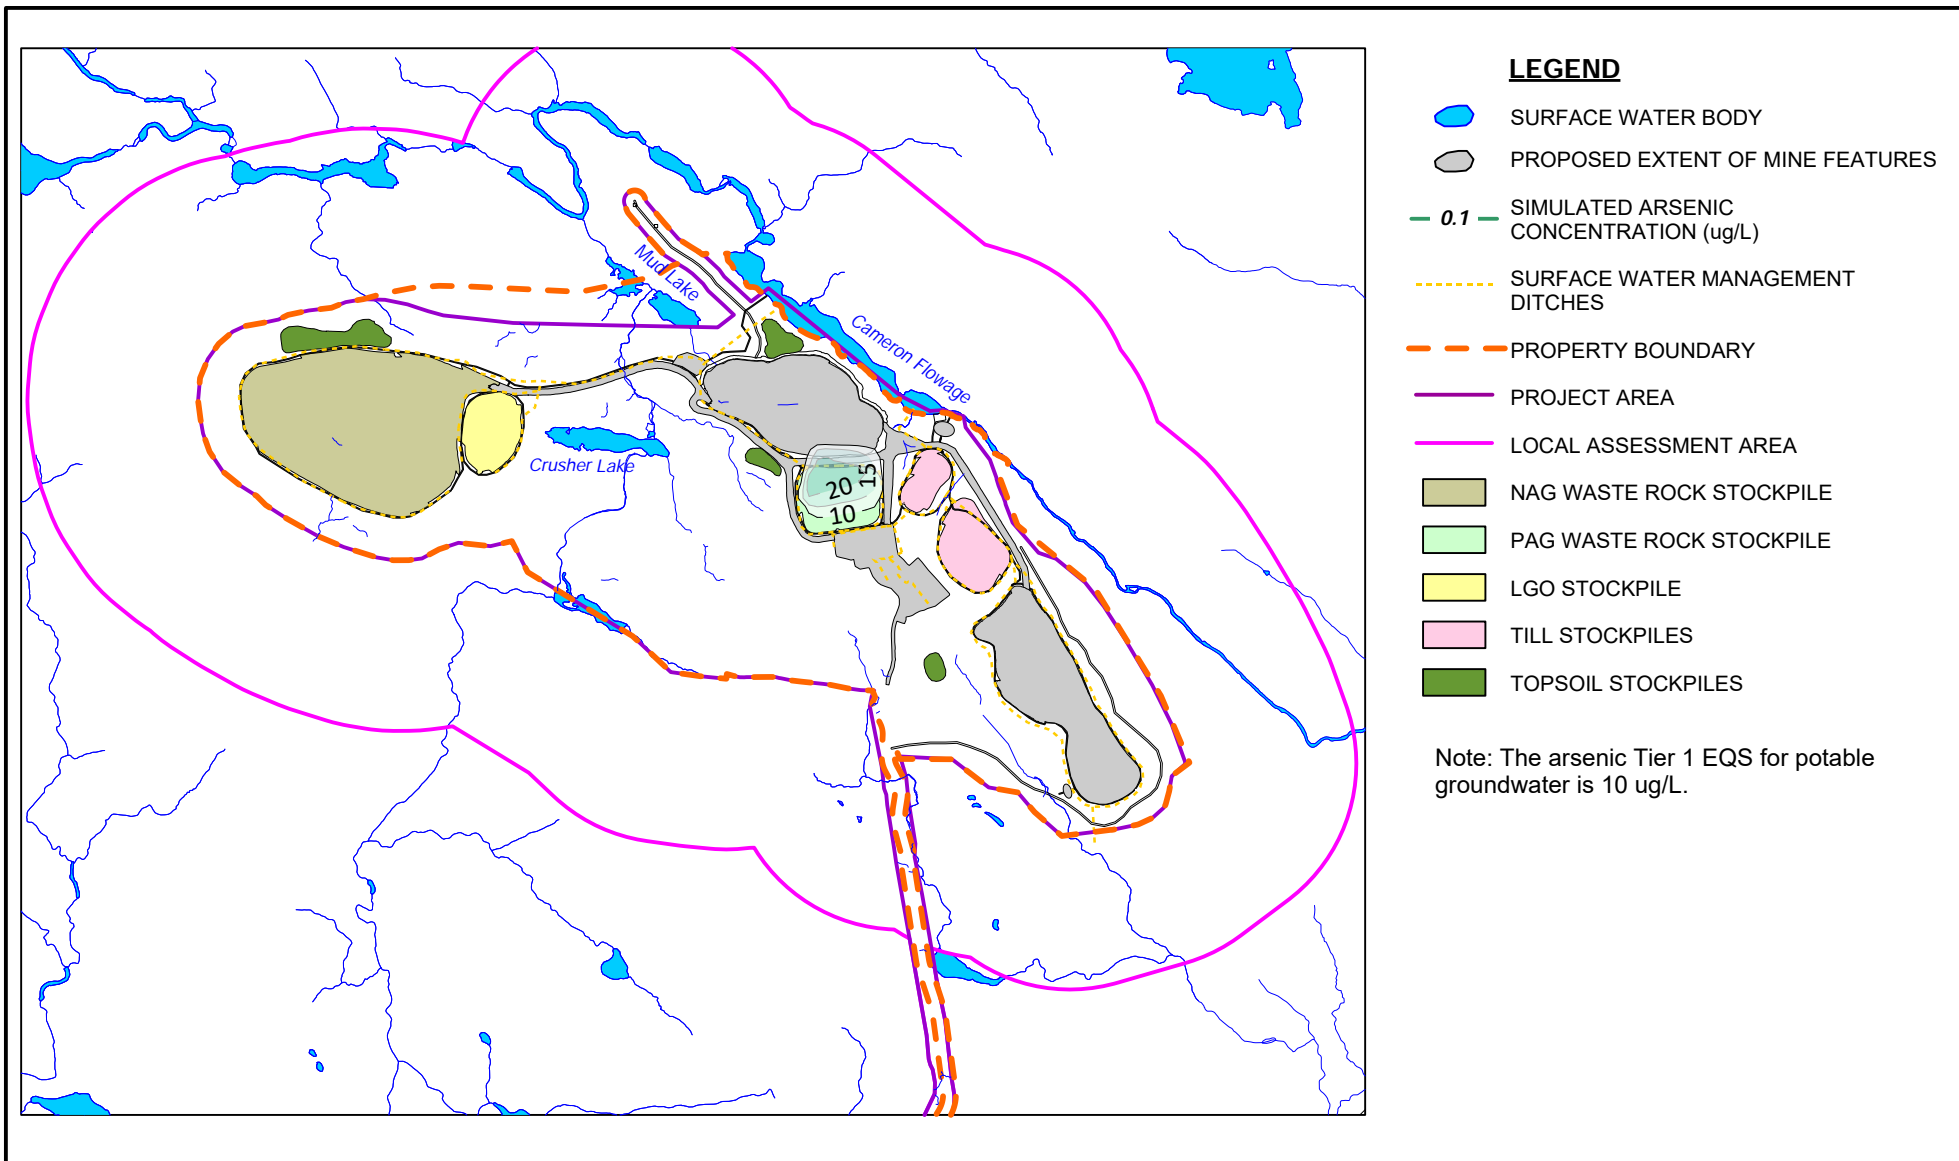 LEGEND
SURFACE WATER BODY
PROPOSED EXTENT OF MINE FEATURES
0.1
SIMULATED ARSENIC
CONCENTRATION (ug/L)
SURFACE WATER MANAGEMENT
DITCHES
PROPERTY BOUNDARY
PROJECT AREA
LOCAL ASSESSMENT AREA
NAG WASTE ROCK STOCKPILE
PAG WASTE ROCK STOCKPILE
LGO STOCKPILE
TILL STOCKPILES
TOPSOIL STOCKPILES
Note: The arsenic Tier 1 EQS for potable
groundwater is 10 ug/L.
Mud Lake
Cameron Flowage
Crusher Lake
15
20
10